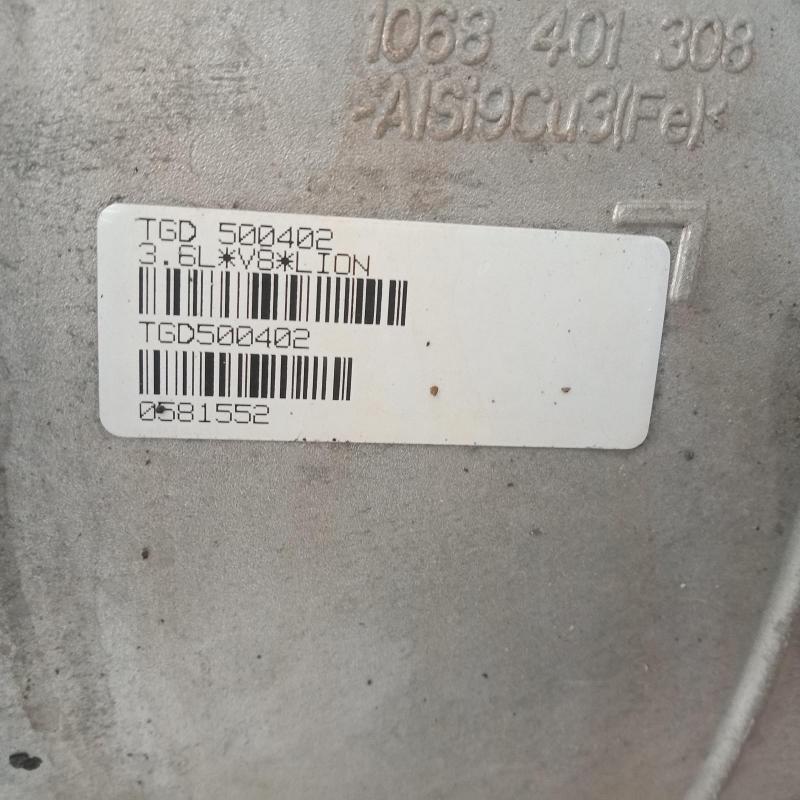 1068 401 308
>AlSi9Cu3(Fe)<
TGD 500402
3.6L*V8*LION
TGD500402
0581552